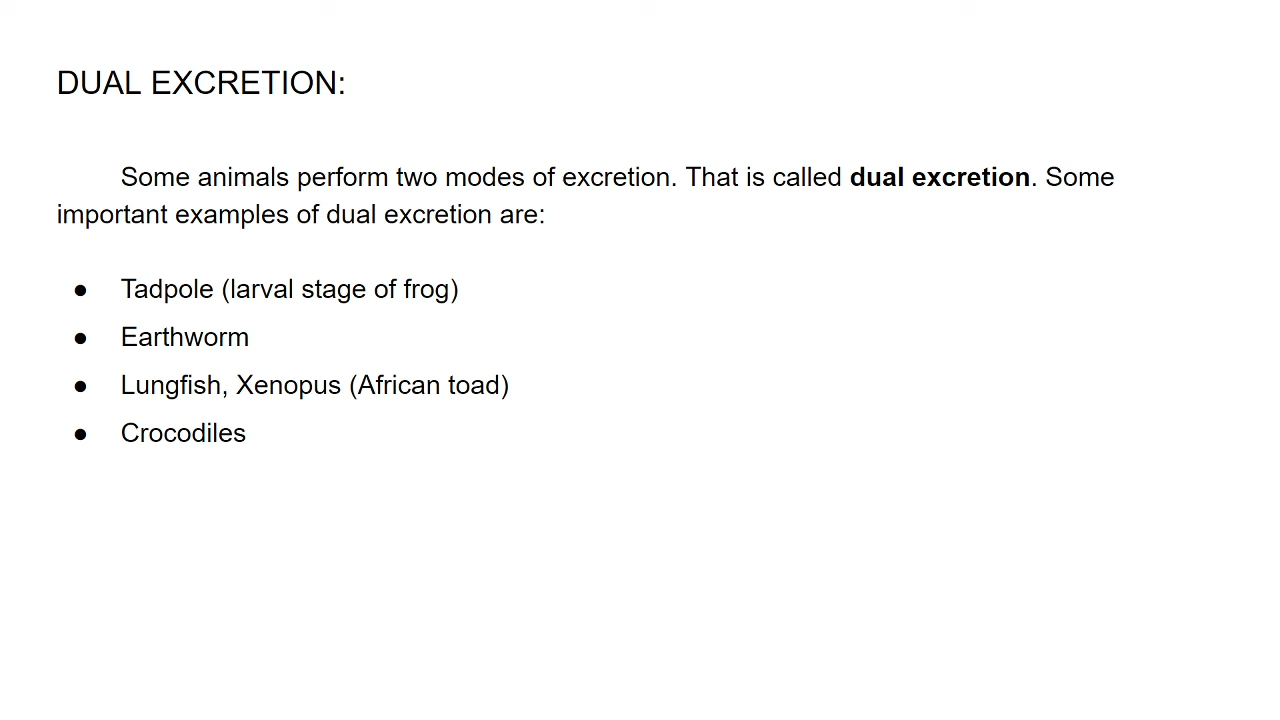 DUAL EXCRETION:
Some animals perform two modes of excretion. That is called dual excretion. Some
important examples of dual excretion are:
● Tadpole (larval stage of frog)
● Earthworm
● Lungfish, Xenopus (African toad)
● Crocodiles